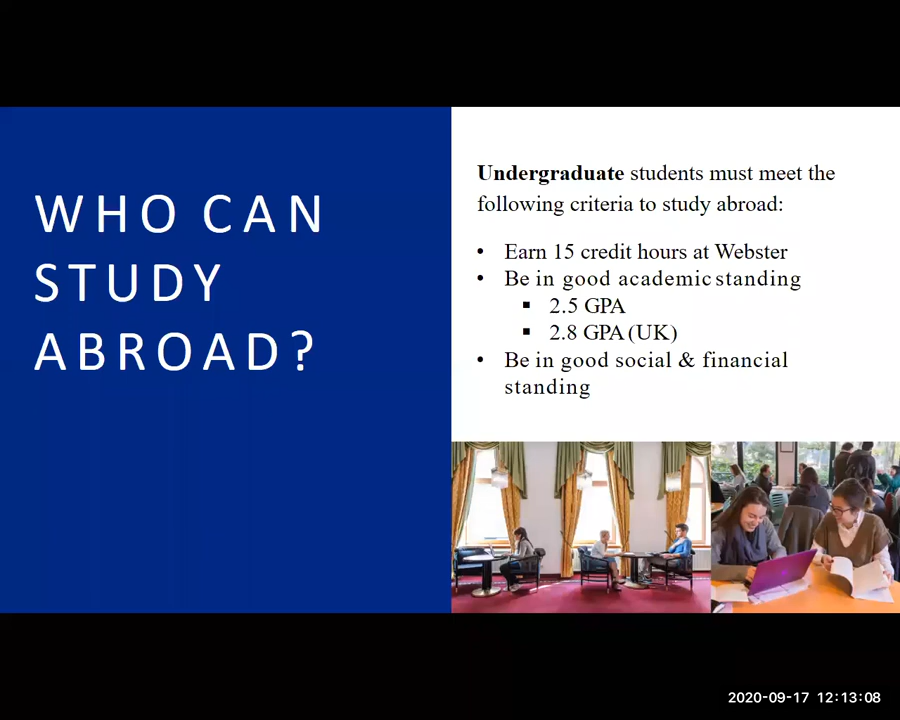 WHO CAN
STUDY
ABROAD?
Undergraduate students must meet the
following criteria to study abroad:
• Earn 15 credit hours at Webster
• Be in good academic standing
▪ 2.5 GPA
▪ 2.8 GPA (UK)
• Be in good social & financial
standing
2020-09-17 12:13:08